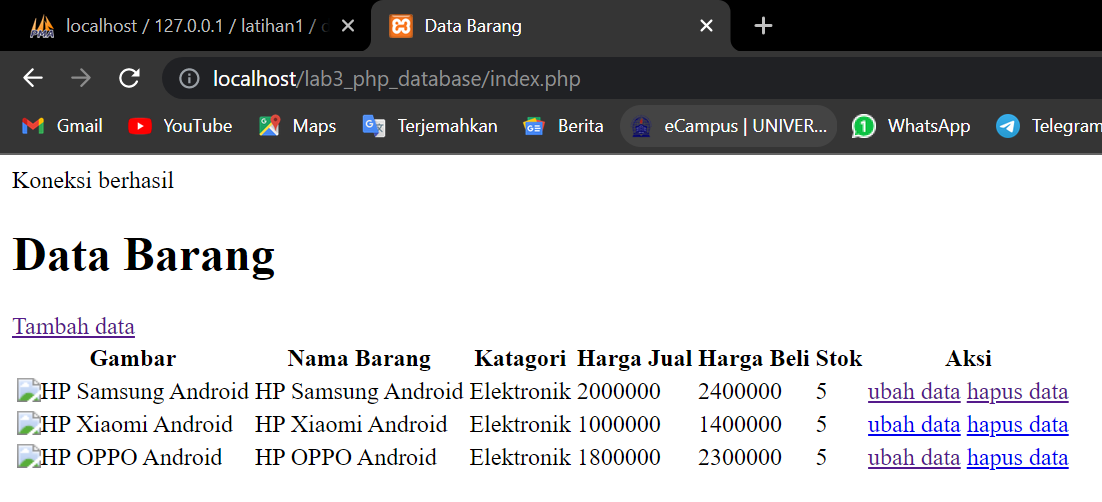 localhost / 127.0.0.1 / latihan1 /
Data Barang
localhost/lab3_php_database/index.php
Gmail YouTube Maps Terjemahkan Berita eCampus | UNIVER... WhatsApp Telegram
Koneksi berhasil
Data Barang
Tambah data
Gambar Nama Barang Katagori Harga Jual Harga Beli Stok Aksi
HP Samsung Android HP Samsung Android Elektronik 2000000 2400000 5 ubah data hapus data
HP Xiaomi Android HP Xiaomi Android Elektronik 1000000 1400000 5 ubah data hapus data
HP OPPO Android HP OPPO Android Elektronik 1800000 2300000 5 ubah data hapus data